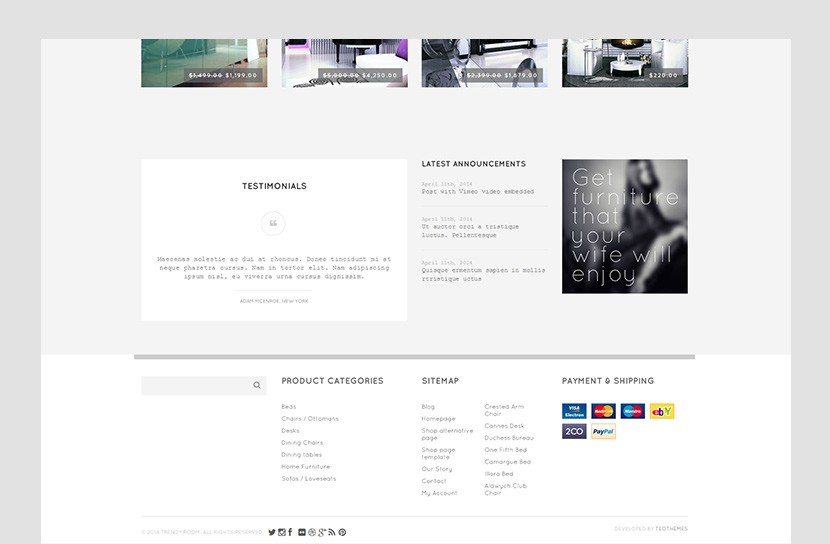 $1,499.00 $1,199.00
$5,000.00 $4,250.00
$2,399.00 $1,679.00
$220.00
TESTIMONIALS
Maecenas molestie ac dui at rhoncus. Donec tincidunt mi at
neque pharetra cursus. Nam in tortor elit. Nam adipiscing
ipsum nisl, eu viverra urna cursus dignissim.
ADAM MCENROE, NEW YORK
LATEST ANNOUNCEMENTS
April 11th, 2014
Post with Vimeo video embedded
April 12th, 2014
Ut auctor orci a tristique
luctus. Pellentesque
April 12th, 2014
Quisque ermentum sapien in mollis
rtristique uctus
Get
furniture
that
your
wife will
enjoy
PRODUCT CATEGORIES
Beds
Chairs / Ottomans
Desks
Dining Chairs
Dining tables
Home Furniture
Sofas / Loveseats
SITEMAP
Blog
Homepage
Shop alternative
page
Shop page
template
Our Story
Contact
My Account
Crested Arm
Chair
Cannes Desk
Duchess Bureau
One Fifth Bed
Camargue Bed
Illora Bed
Aldwych Club
Chair
PAYMENT & SHIPPING
VISA
Electron
MasterCard
Maestro
ebY
2CO
PayPal
© 2014 TRENDY ROOM. ALL RIGHTS RESERVED.
DEVELOPED BY TEOTHEMES